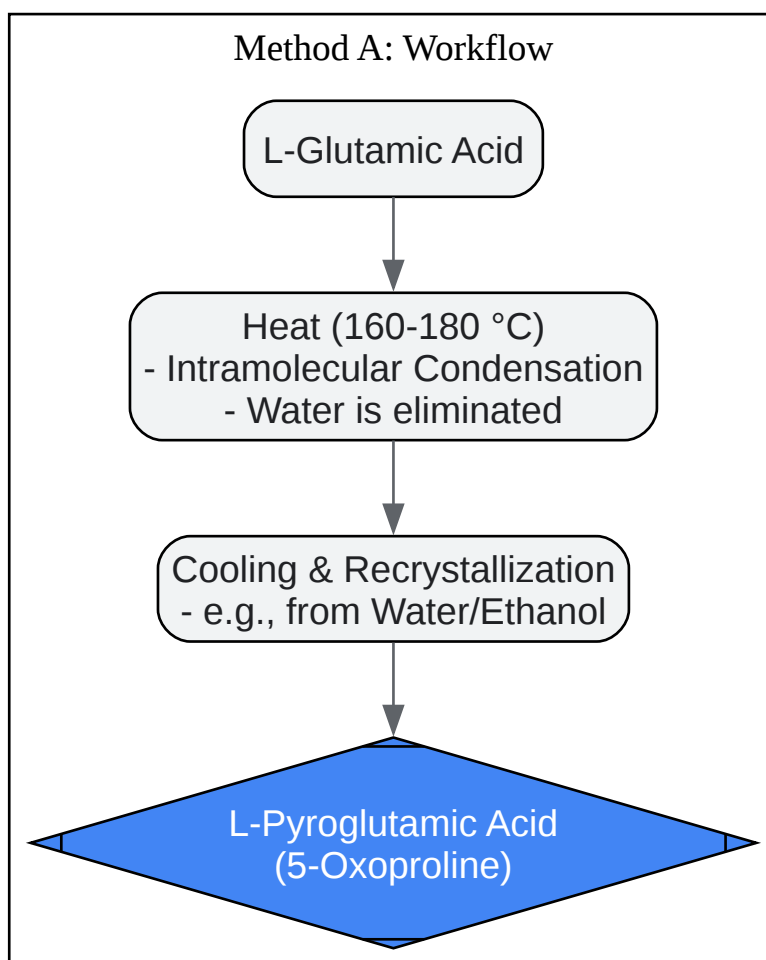 Method A: Workflow
L-Glutamic Acid
Heat (160-180 °C)
- Intramolecular Condensation
- Water is eliminated
Cooling & Recrystallization
- e.g., from Water/Ethanol
L-Pyroglutamic Acid
(5-Oxoproline)